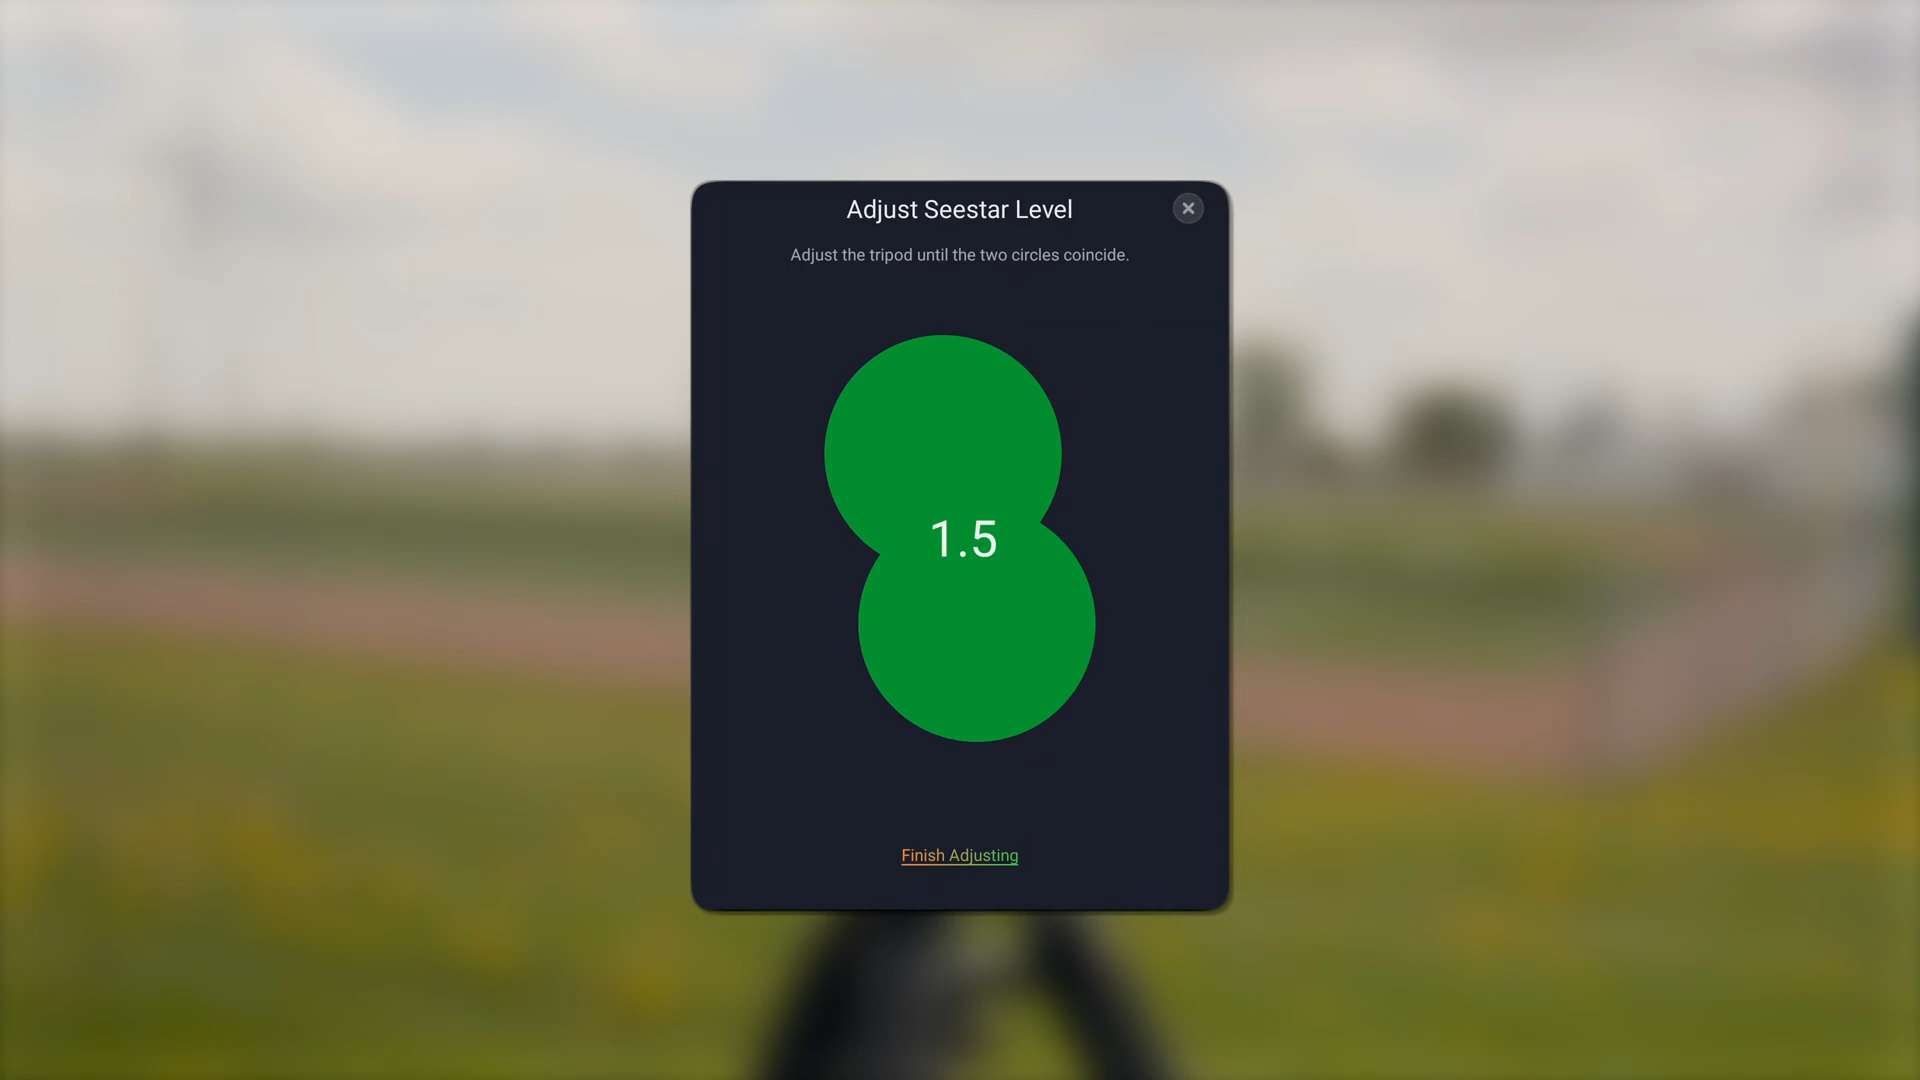 Adjust Seestar Level
Adjust the tripod until the two circles coincide.
1.5
Finish Adjusting